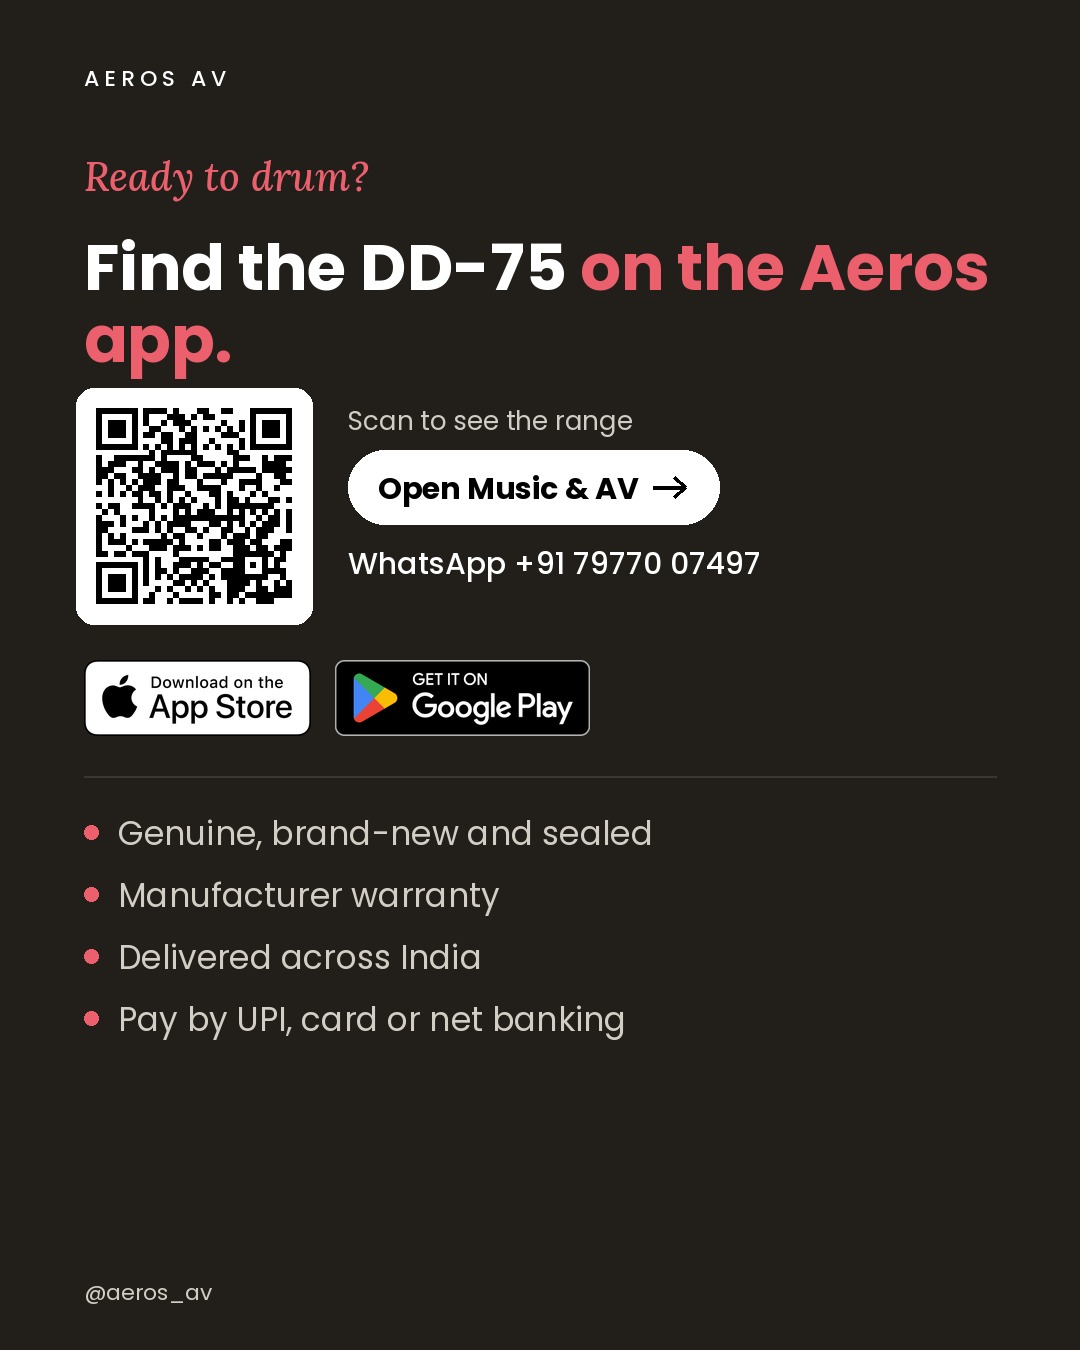 AEROS AV
Ready to drum?
Find the DD-75 on the Aeros
app.
Scan to see the range
Open Music & AV →
WhatsApp +91 79770 07497
Download on the
App Store
GET IT ON
Google Play
Genuine, brand-new and sealed
Manufacturer warranty
Delivered across India
Pay by UPI, card or net banking
@aeros_av